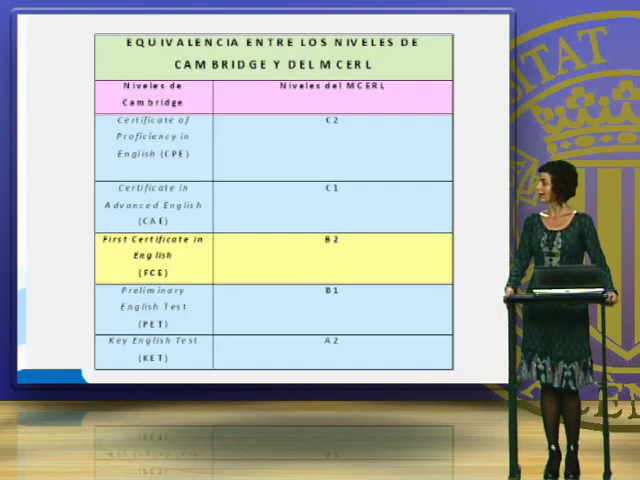 EQUIVALENCIA ENTRE LOS NIVELES DE
CAMBRIDGE Y DEL MCERL
Niveles de
Cambridge
Niveles del MCERL
Certificate of
Proficiency in
English (CPE)
C2
Certificate in
Advanced English
(CAE)
C1
First Certificate in
English
(FCE)
B2
Preliminary
English Test
(PET)
B1
Key English Test
(KET)
A2